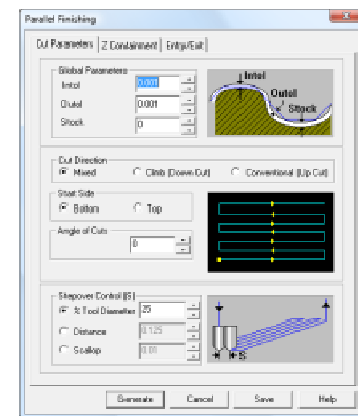 Parallel Finishing
Cut Parameters Z Containment Entry/Exit
Global Parameters
Intol 0.001
Outol 0.001
Stock 0
Intol
Outol
Stock
Cut Direction
Mixed Climb (Down Cut) Conventional (Up Cut)
Start Side
Bottom Top
Angle of Cuts
0
Stepover Control (S)
% Tool Diameter 25
Distance 0.125
Scallop 0.01
S
Generate Cancel Save Help